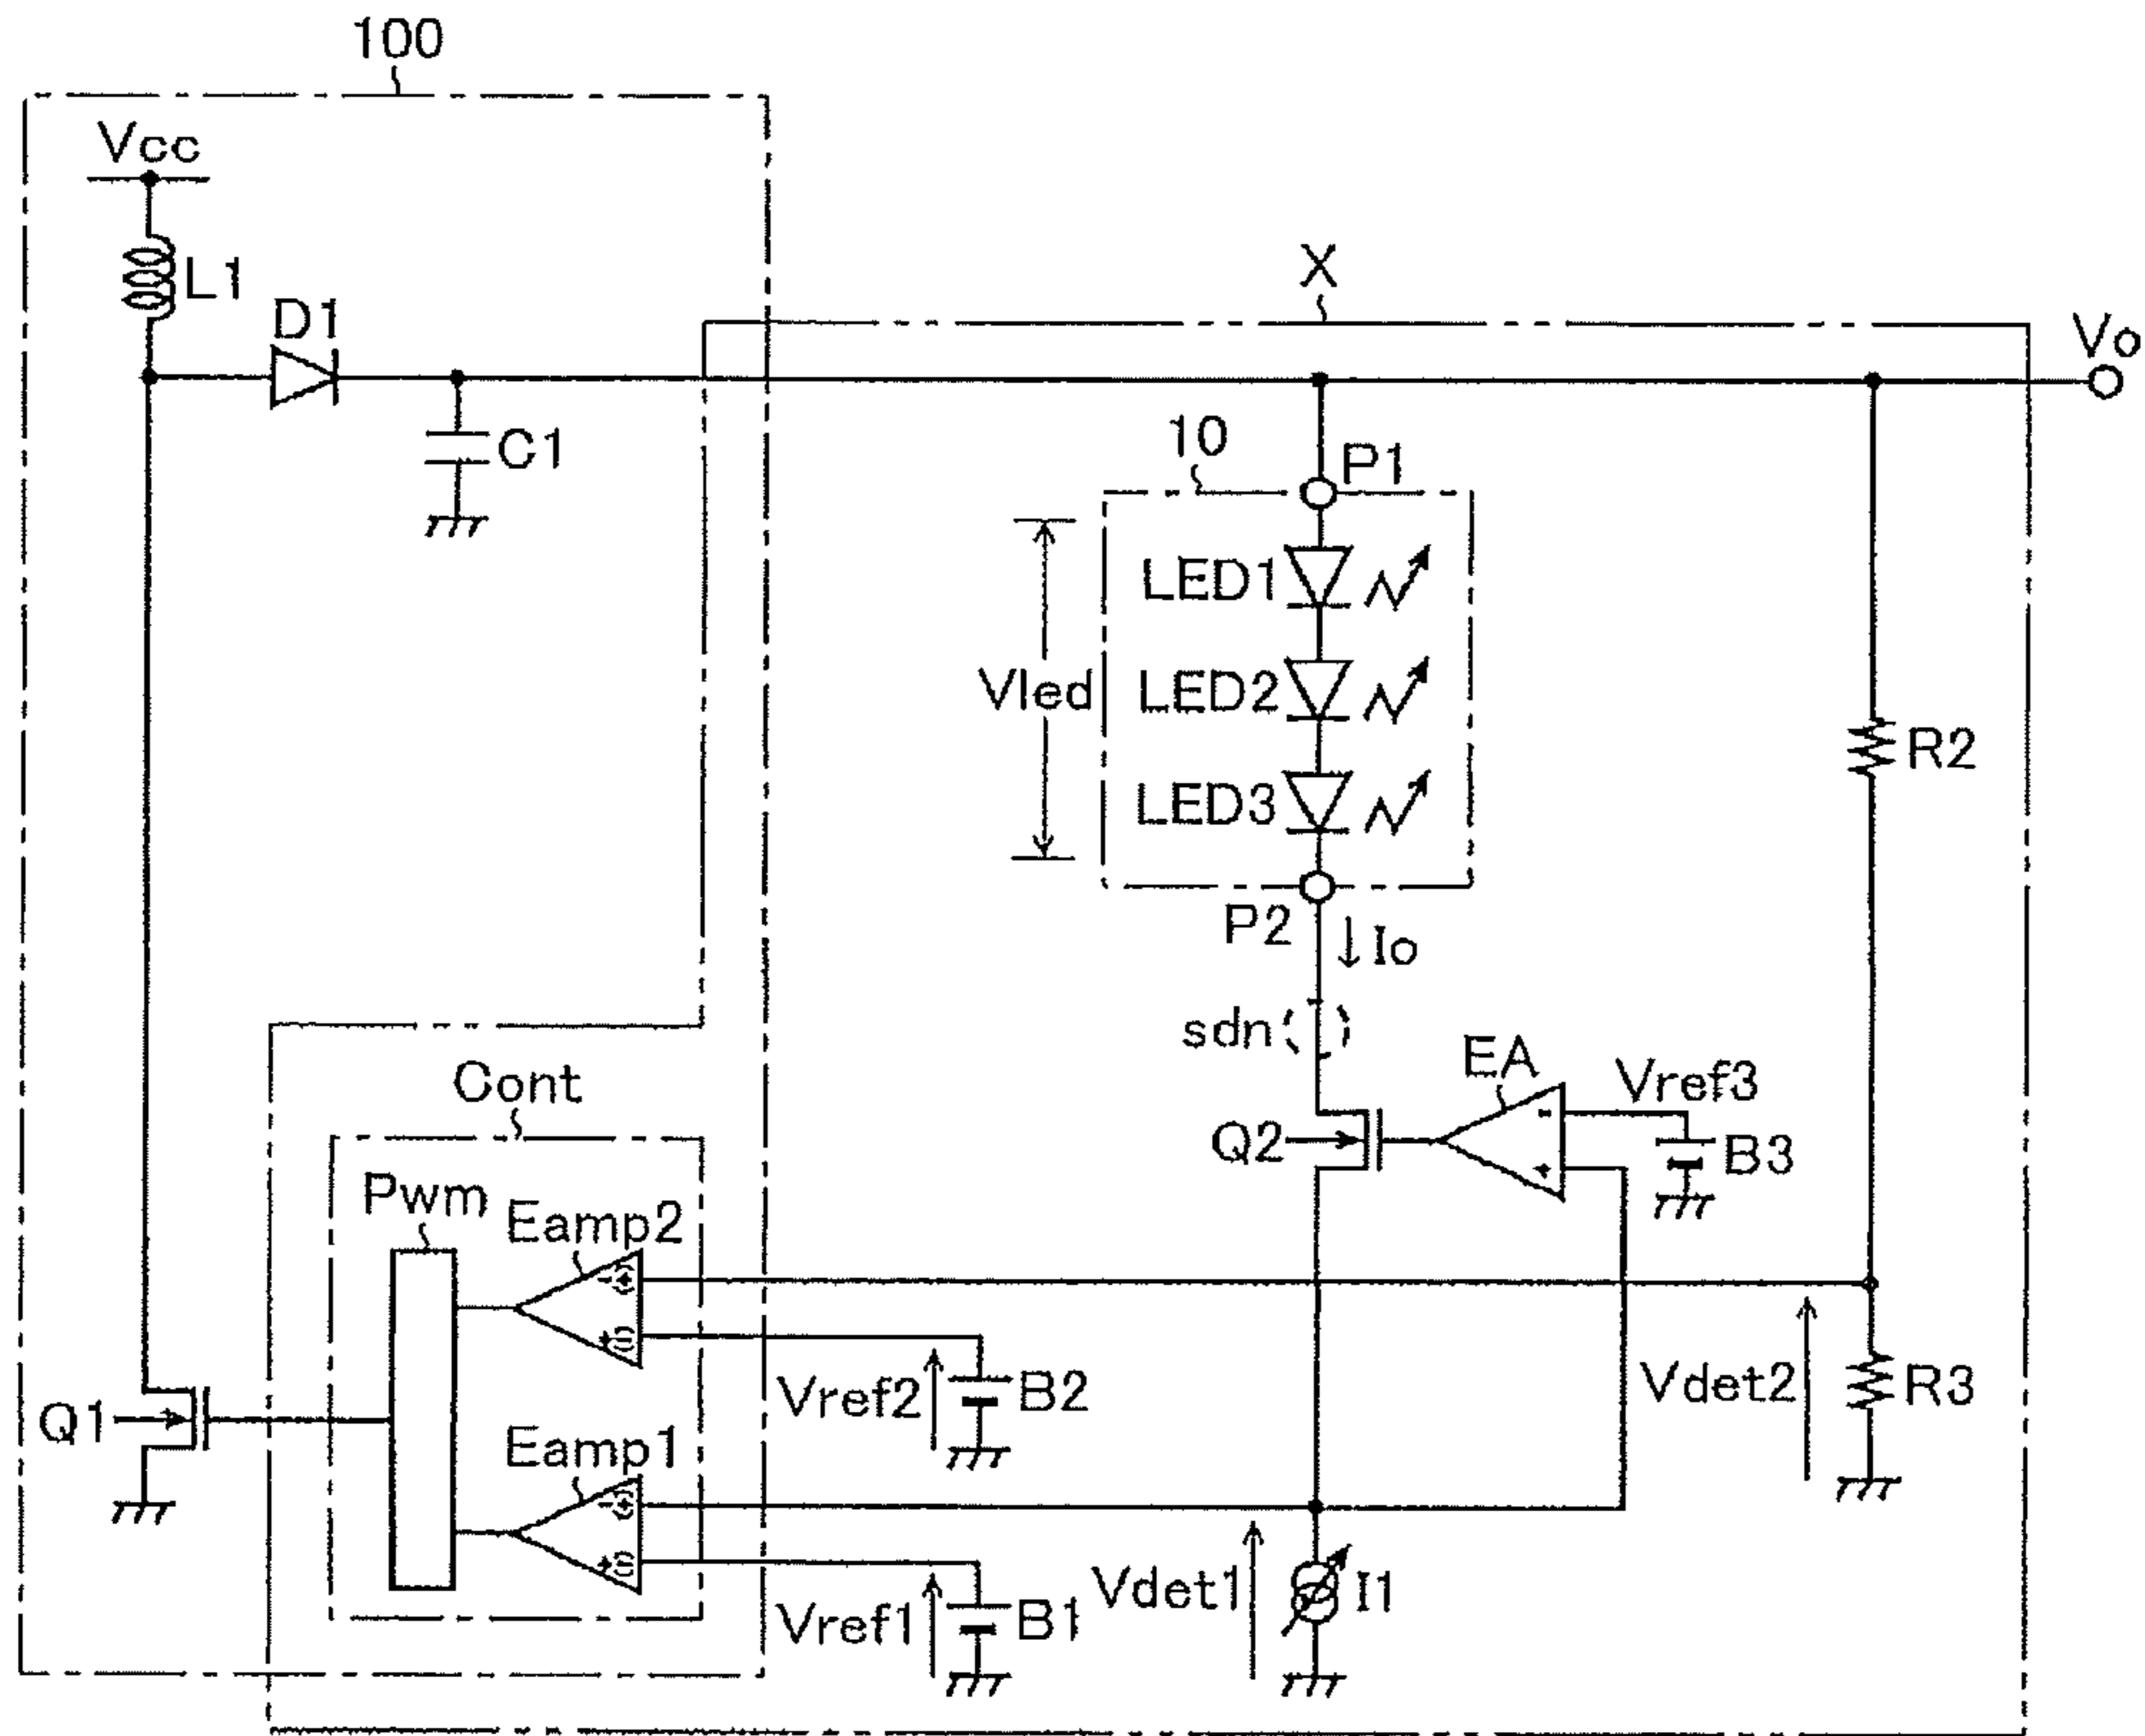 100
Vcc
L1
D1
C1
X
Vo
10
P1
LED1
LED2
LED3
Vled
P2
Io
sdn
R2
EA
Vref3
Q2
B3
Cont
Pwm
Eamp2
Vref2
B2
Vdet2
R3
Q1
Eamp1
Vref1
B1
Vdet1
I1